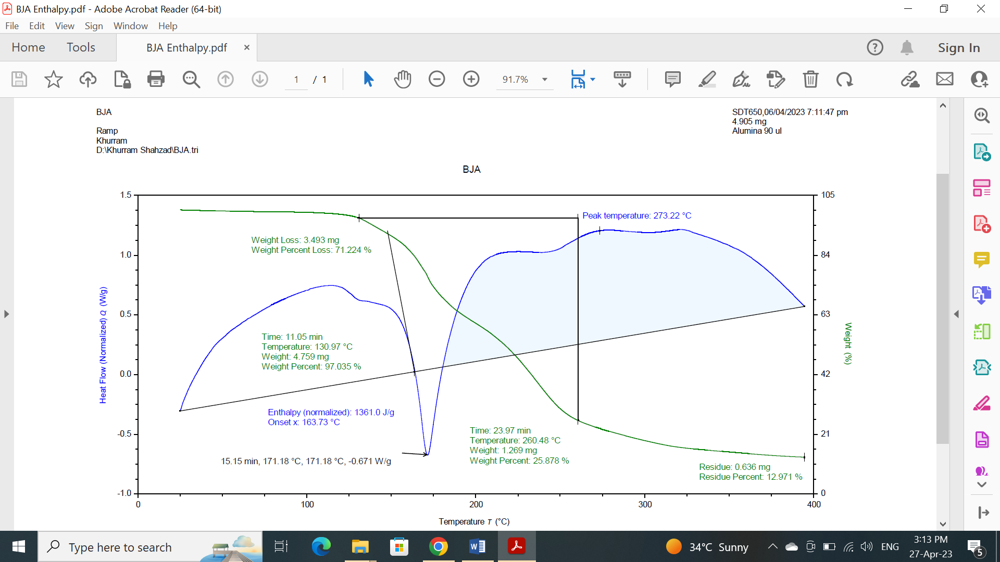 BJA Enthalpy.pdf - Adobe Acrobat Reader (64-bit)
File Edit View Sign Window Help
Home Tools BJA Enthalpy.pdf × Sign In
1 / 1 91.7%
BJA
Ramp
Khurram
D:\Khurram Shahzad\BJA.tri
SDT650,06/04/2023 7:11:47 pm
4.905 mg
Alumina 90 ul
BJA
1.5
1.0
0.5
0.0
-0.5
-1.0
Heat Flow (Normalized) Q (W/g)
Peak temperature: 273.22 °C
Weight Loss: 3.493 mg
Weight Percent Loss: 71.224 %
Time: 11.05 min
Temperature: 130.97 °C
Weight: 4.759 mg
Weight Percent: 97.035 %
Enthalpy (normalized): 1361.0 J/g
Onset x: 163.73 °C
15.15 min, 171.18 °C, 171.18 °C, -0.671 W/g
Time: 23.97 min
Temperature: 260.48 °C
Weight: 1.269 mg
Weight Percent: 25.878 %
Residue: 0.636 mg
Residue Percent: 12.971 %
105
84
63
42
21
0
Weight (%)
0 100 200 300 400
Temperature T (°C)
Type here to search
34°C Sunny
ENG
3:13 PM
27-Apr-23
5